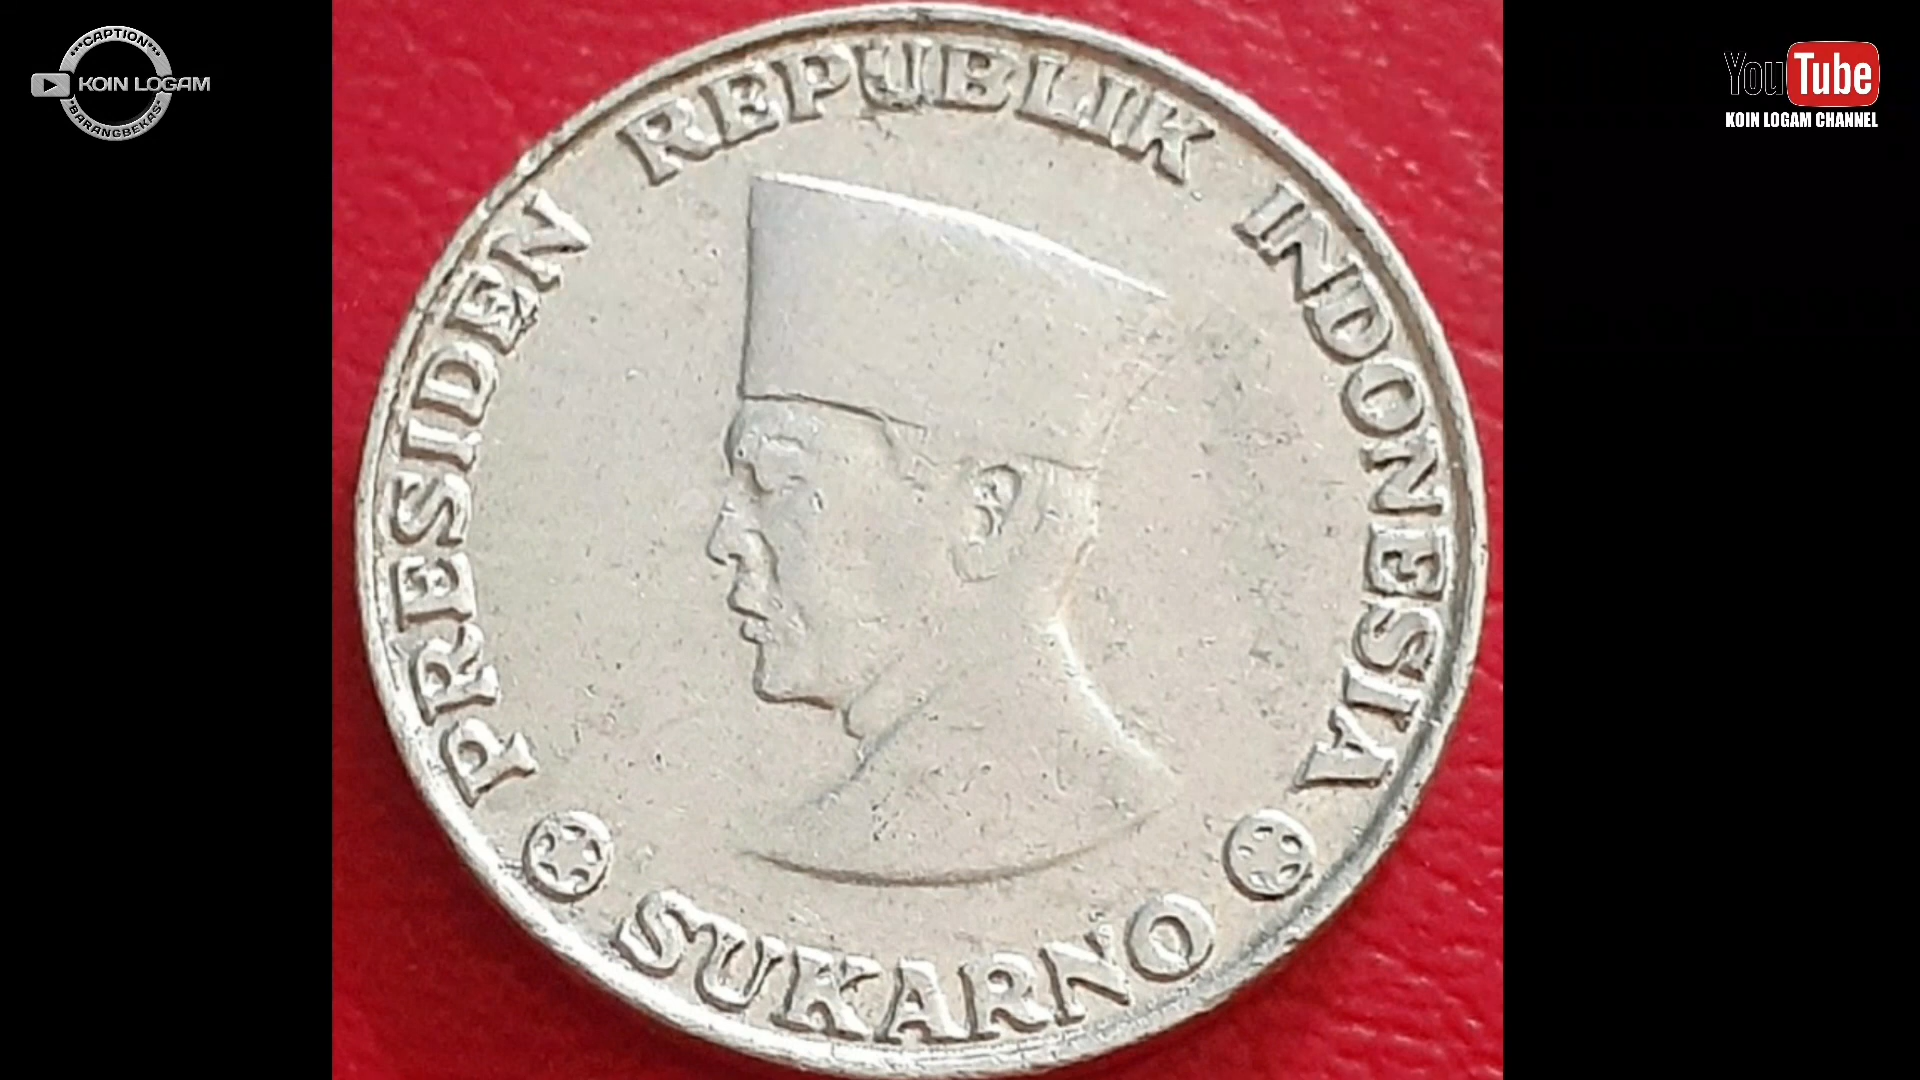 CAPTION
KOIN LOGAM
BARANGBEKAS
YouTube
KOIN LOGAM CHANNEL
PRESIDEN REPUBLIK INDONESIA
SUKARNO